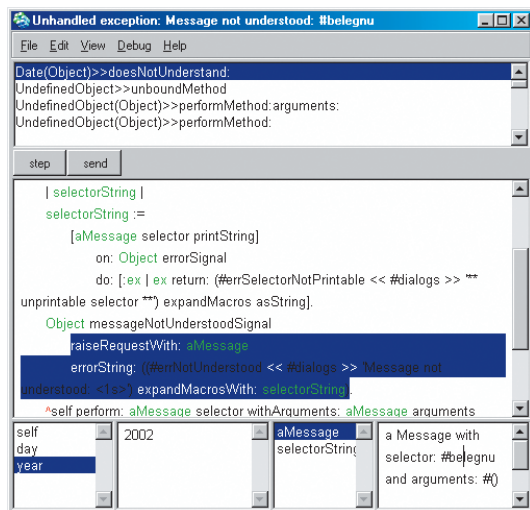 Unhandled exception: Message not understood: #belegnu
File Edit View Debug Help
Date(Object)>>doesNotUnderstand:
UndefinedObject>>unboundMethod
UndefinedObject(Object)>>performMethod:arguments:
UndefinedObject(Object)>>performMethod:
step send
| selectorString |
selectorString :=
[aMessage selector printString]
on: Object errorSignal
do: [:ex | ex return: (#errSelectorNotPrintable << #dialogs >> '**
unprintable selector **') expandMacros asString].
Object messageNotUnderstoodSignal
raiseRequestWith: aMessage
errorString: ((#errNotUnderstood << #dialogs >> 'Message not
understood: <1s>') expandMacrosWith: selectorString).
^self perform: aMessage selector withArguments: aMessage arguments
self
day
year
2002
aMessage
selectorString
a Message with
selector: #belegnu
and arguments: #()